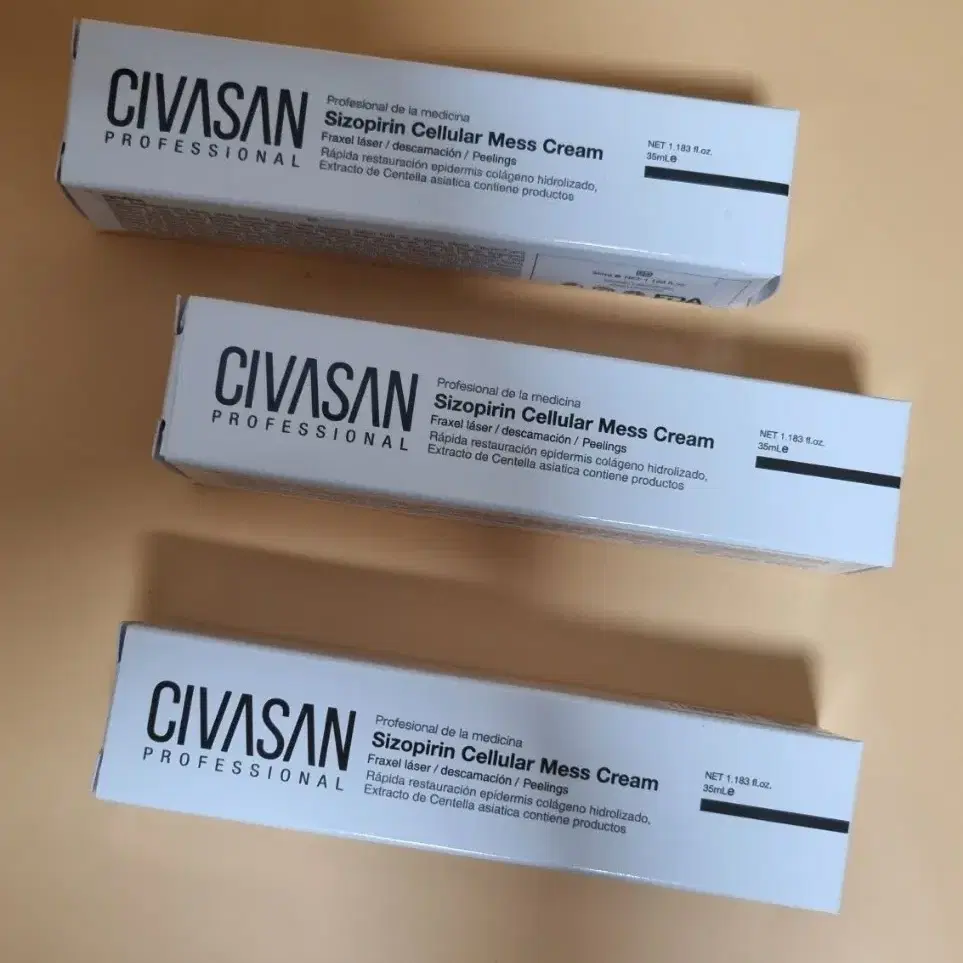 CIVASAN
PROFESSIONAL
Profesional de la medicina
Sizopirin Cellular Mess Cream
Fraxel láser / descamación / Peelings
Rápida restauración epidermis colágeno hidrolizado,
Extracto de Centella asiatica contiene productos
NET 1.183 fl.oz.
35mLe
FDA
CIVASAN
PROFESSIONAL
Profesional de la medicina
Sizopirin Cellular Mess Cream
Fraxel láser / descamación / Peelings
Rápida restauración epidermis colágeno hidrolizado,
Extracto de Centella asiatica contiene productos
NET 1.183 fl.oz.
35mLe
CIVASAN
PROFESSIONAL
Profesional de la medicina
Sizopirin Cellular Mess Cream
Fraxel láser / descamación / Peelings
Rápida restauración epidermis colágeno hidrolizado,
Extracto de Centella asiatica contiene productos
NET 1.183 fl.oz.
35mLe